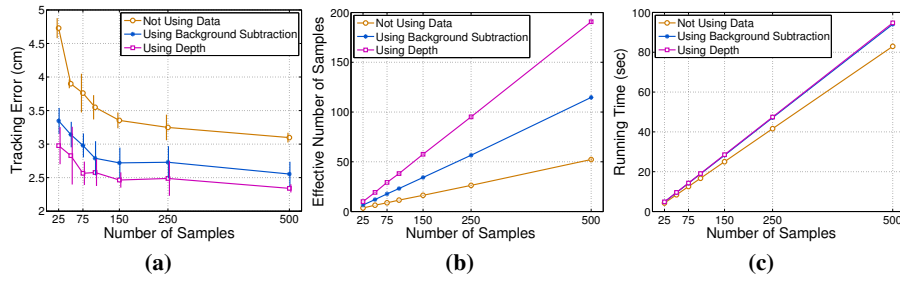 5
4.5
4
3.5
3
2.5
2
Tracking Error (cm)
Not Using Data
Using Background Subtraction
Using Depth
25 75 150 250 500
Number of Samples
(a)
200
150
100
50
0
Effective Number of Samples
Not Using Data
Using Background Subtraction
Using Depth
25 75 150 250 500
Number of Samples
(b)
100
80
60
40
20
0
Running Time (sec)
Not Using Data
Using Background Subtraction
Using Depth
25 75 150 250 500
Number of Samples
(c)